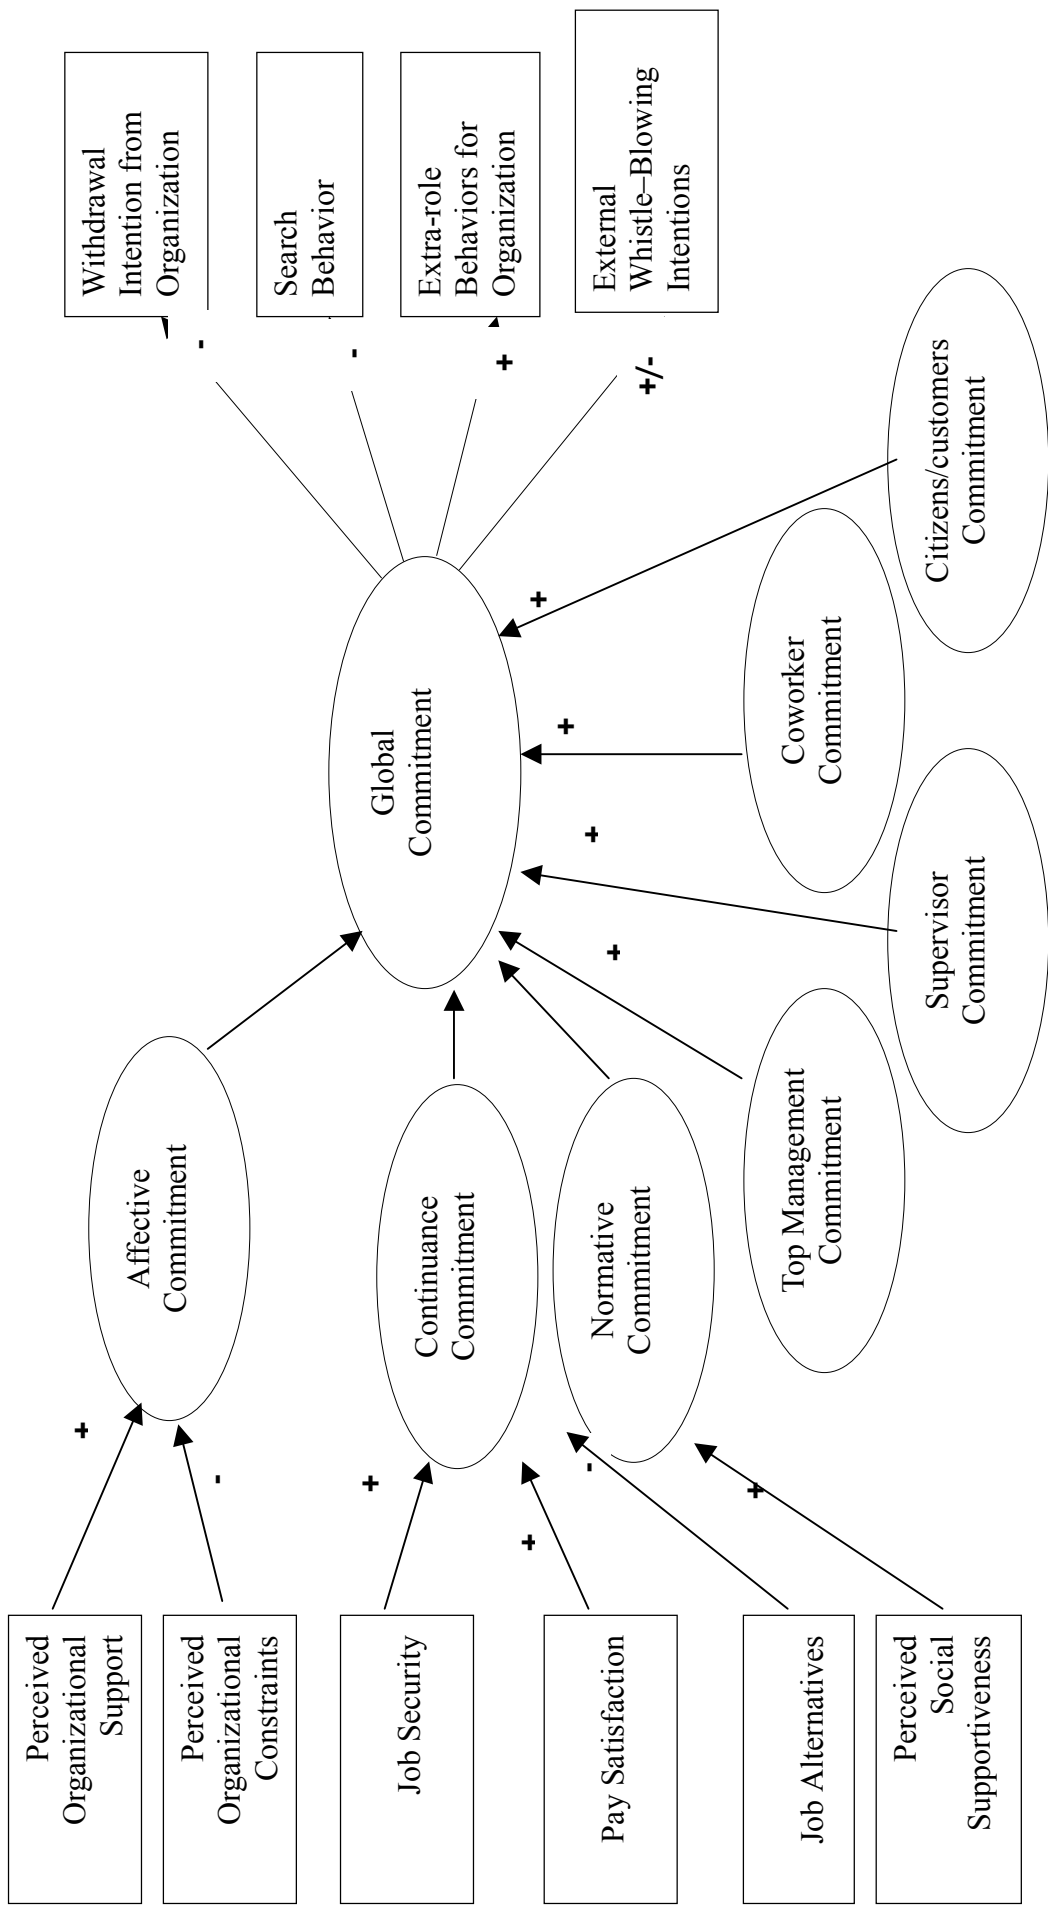 Perceived
Organizational
Support
Perceived
Organizational
Constraints
Job Security
Pay Satisfaction
Job Alternatives
Perceived
Social
Supportiveness
+
-
+
+
-
+
Affective
Commitment
Continuance
Commitment
Normative
Commitment
Top Management
Commitment
Supervisor
Commitment
Coworker
Commitment
Citizens/customers
Commitment
+
+
+
+
Global
Commitment
-
-
+
+/-
Withdrawal
Intention from
Organization
Search
Behavior
Extra-role
Behaviors for
Organization
External
Whistle–Blowing
Intentions